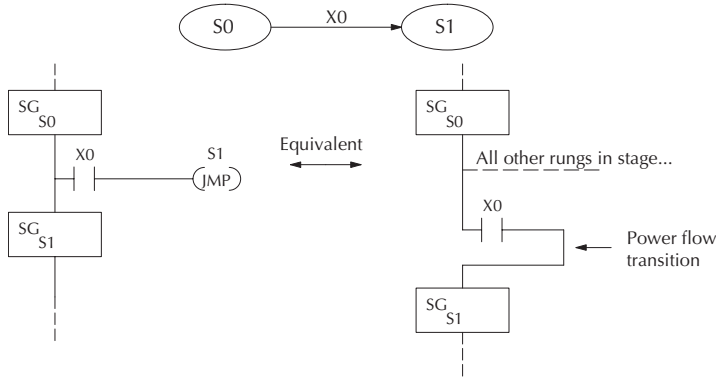 S0 X0 S1
SG
S0
X0
S1
JMP
SG
S1
Equivalent
SG
S0
All other rungs in stage...
X0
Power flow
transition
SG
S1